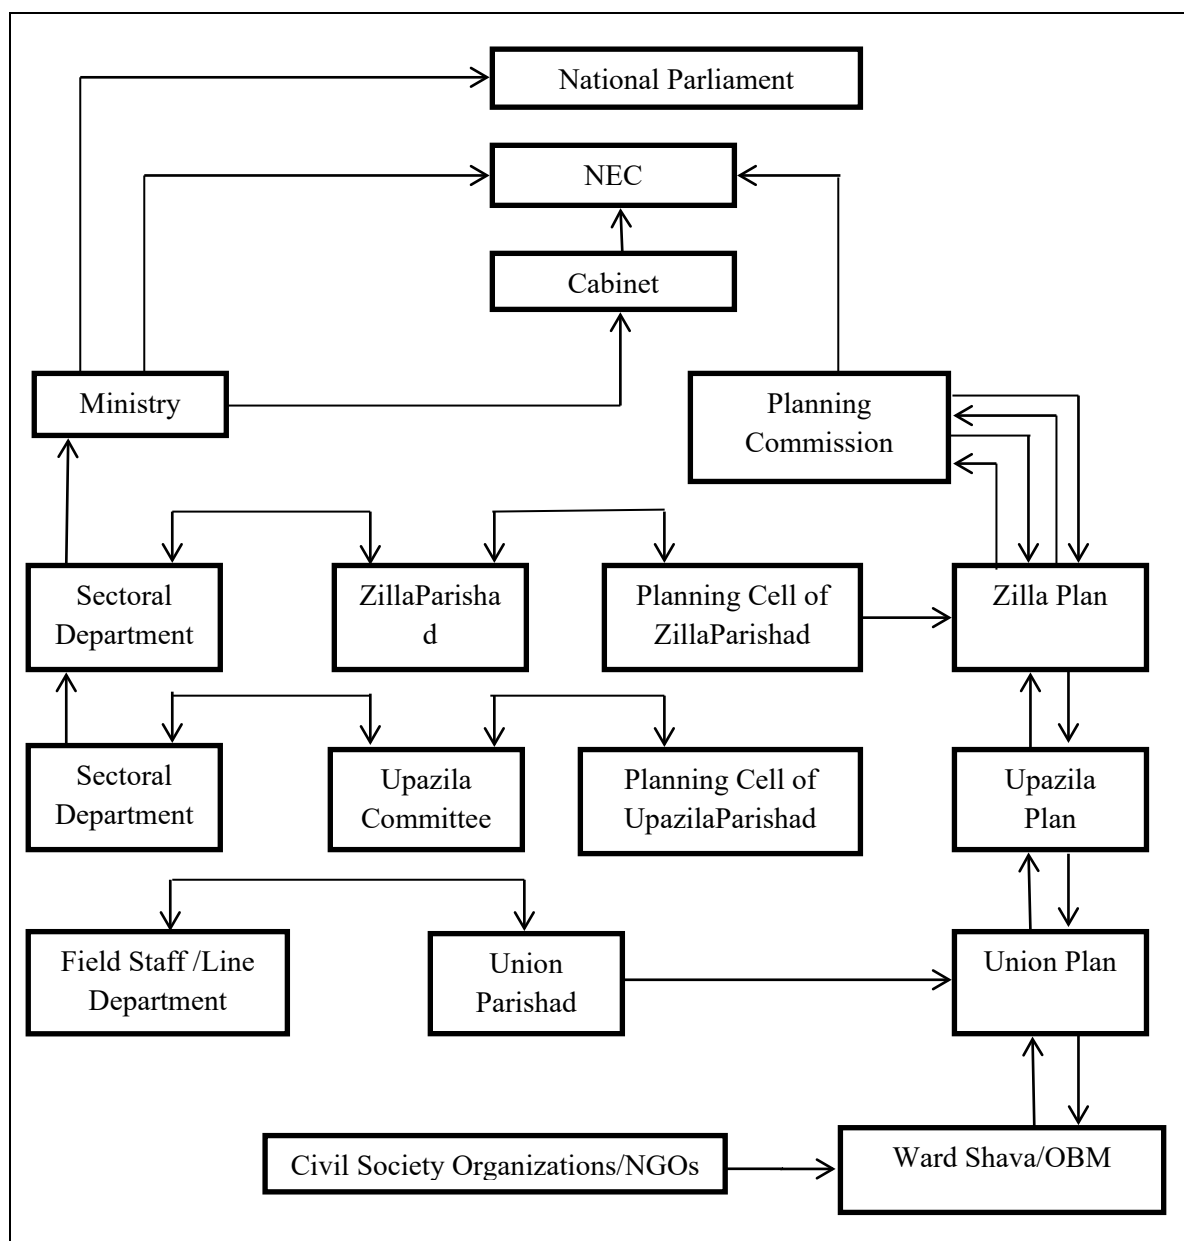 National Parliament
NEC
Cabinet
Ministry
Planning
Commission
Sectoral
Department
ZillaParisha
d
Planning Cell of
ZillaParishad
Zilla Plan
Sectoral
Department
Upazila
Committee
Planning Cell of
UpazilaParishad
Upazila
Plan
Field Staff /Line
Department
Union
Parishad
Union Plan
Civil Society Organizations/NGOs
Ward Shava/OBM